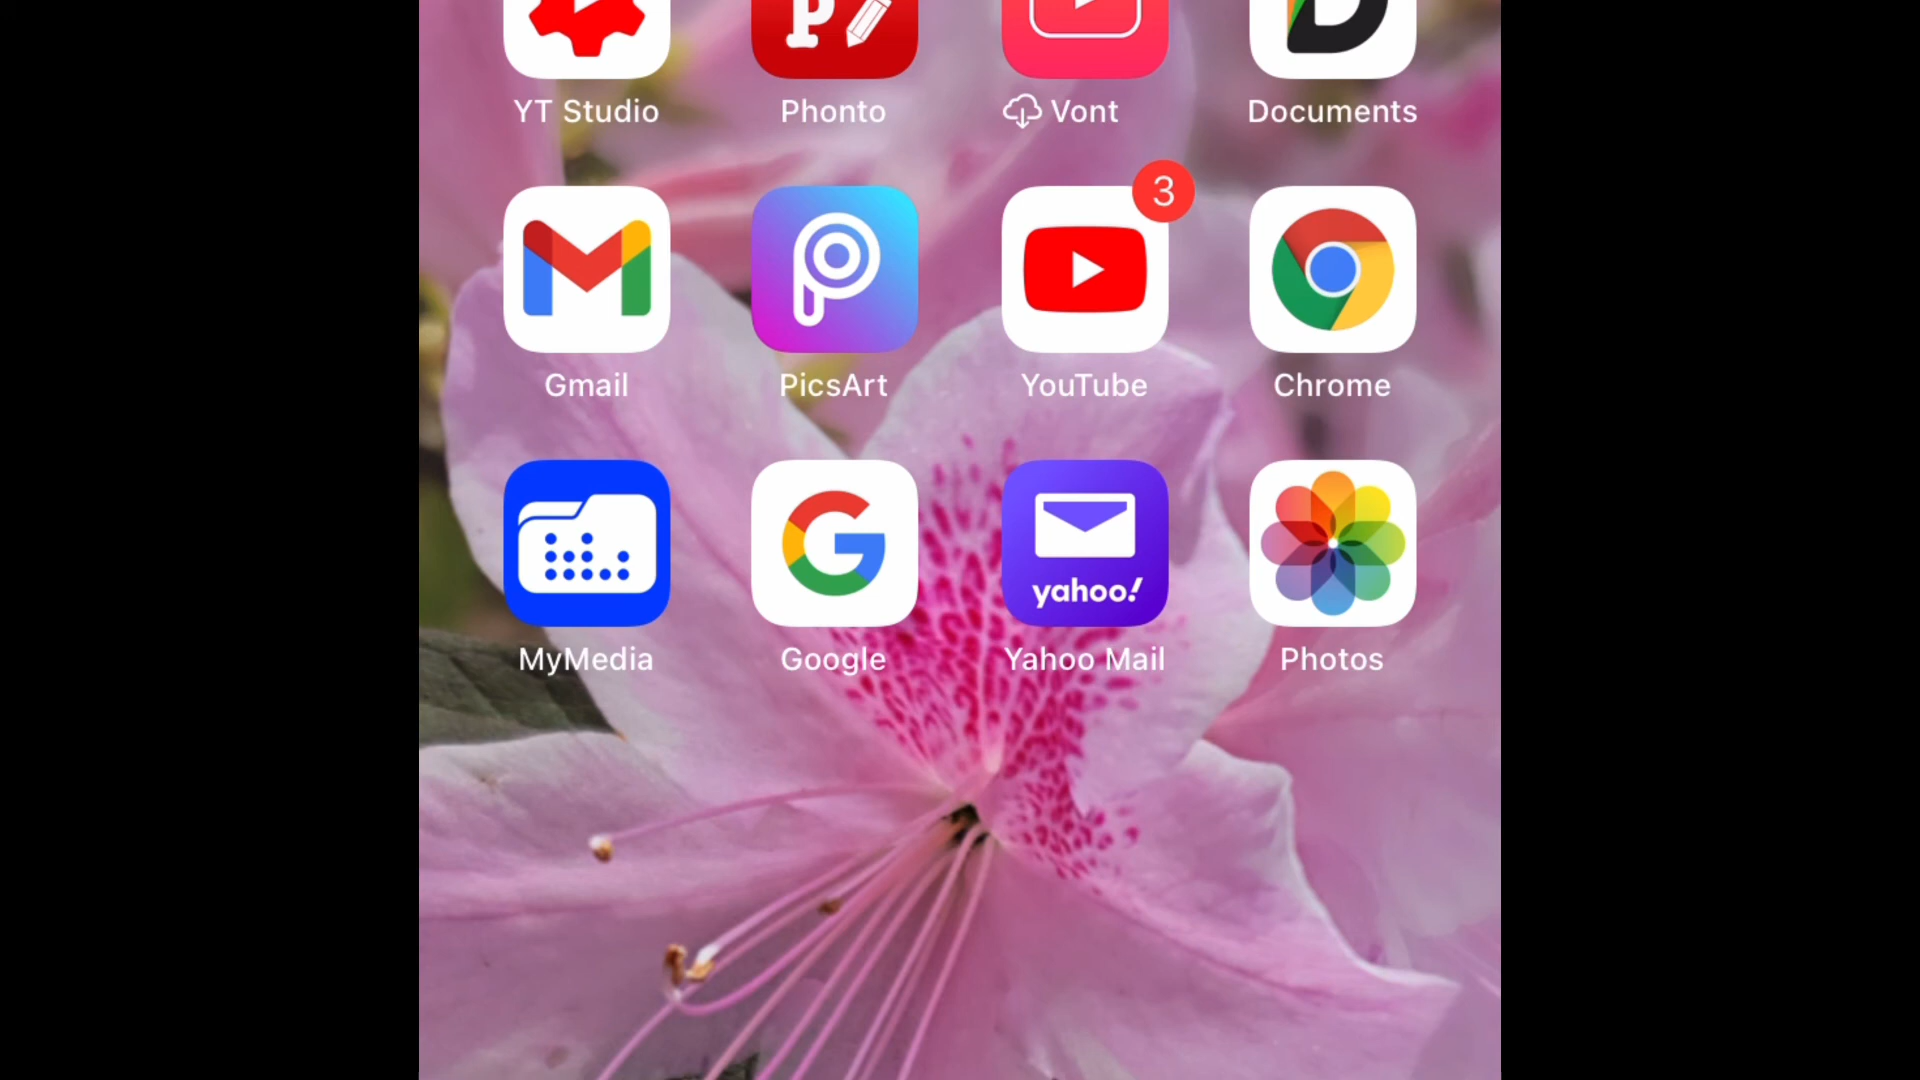 YT Studio
Phonto
Vont
Documents
3
Gmail
PicsArt
YouTube
Chrome
yahoo!
MyMedia
Google
Yahoo Mail
Photos